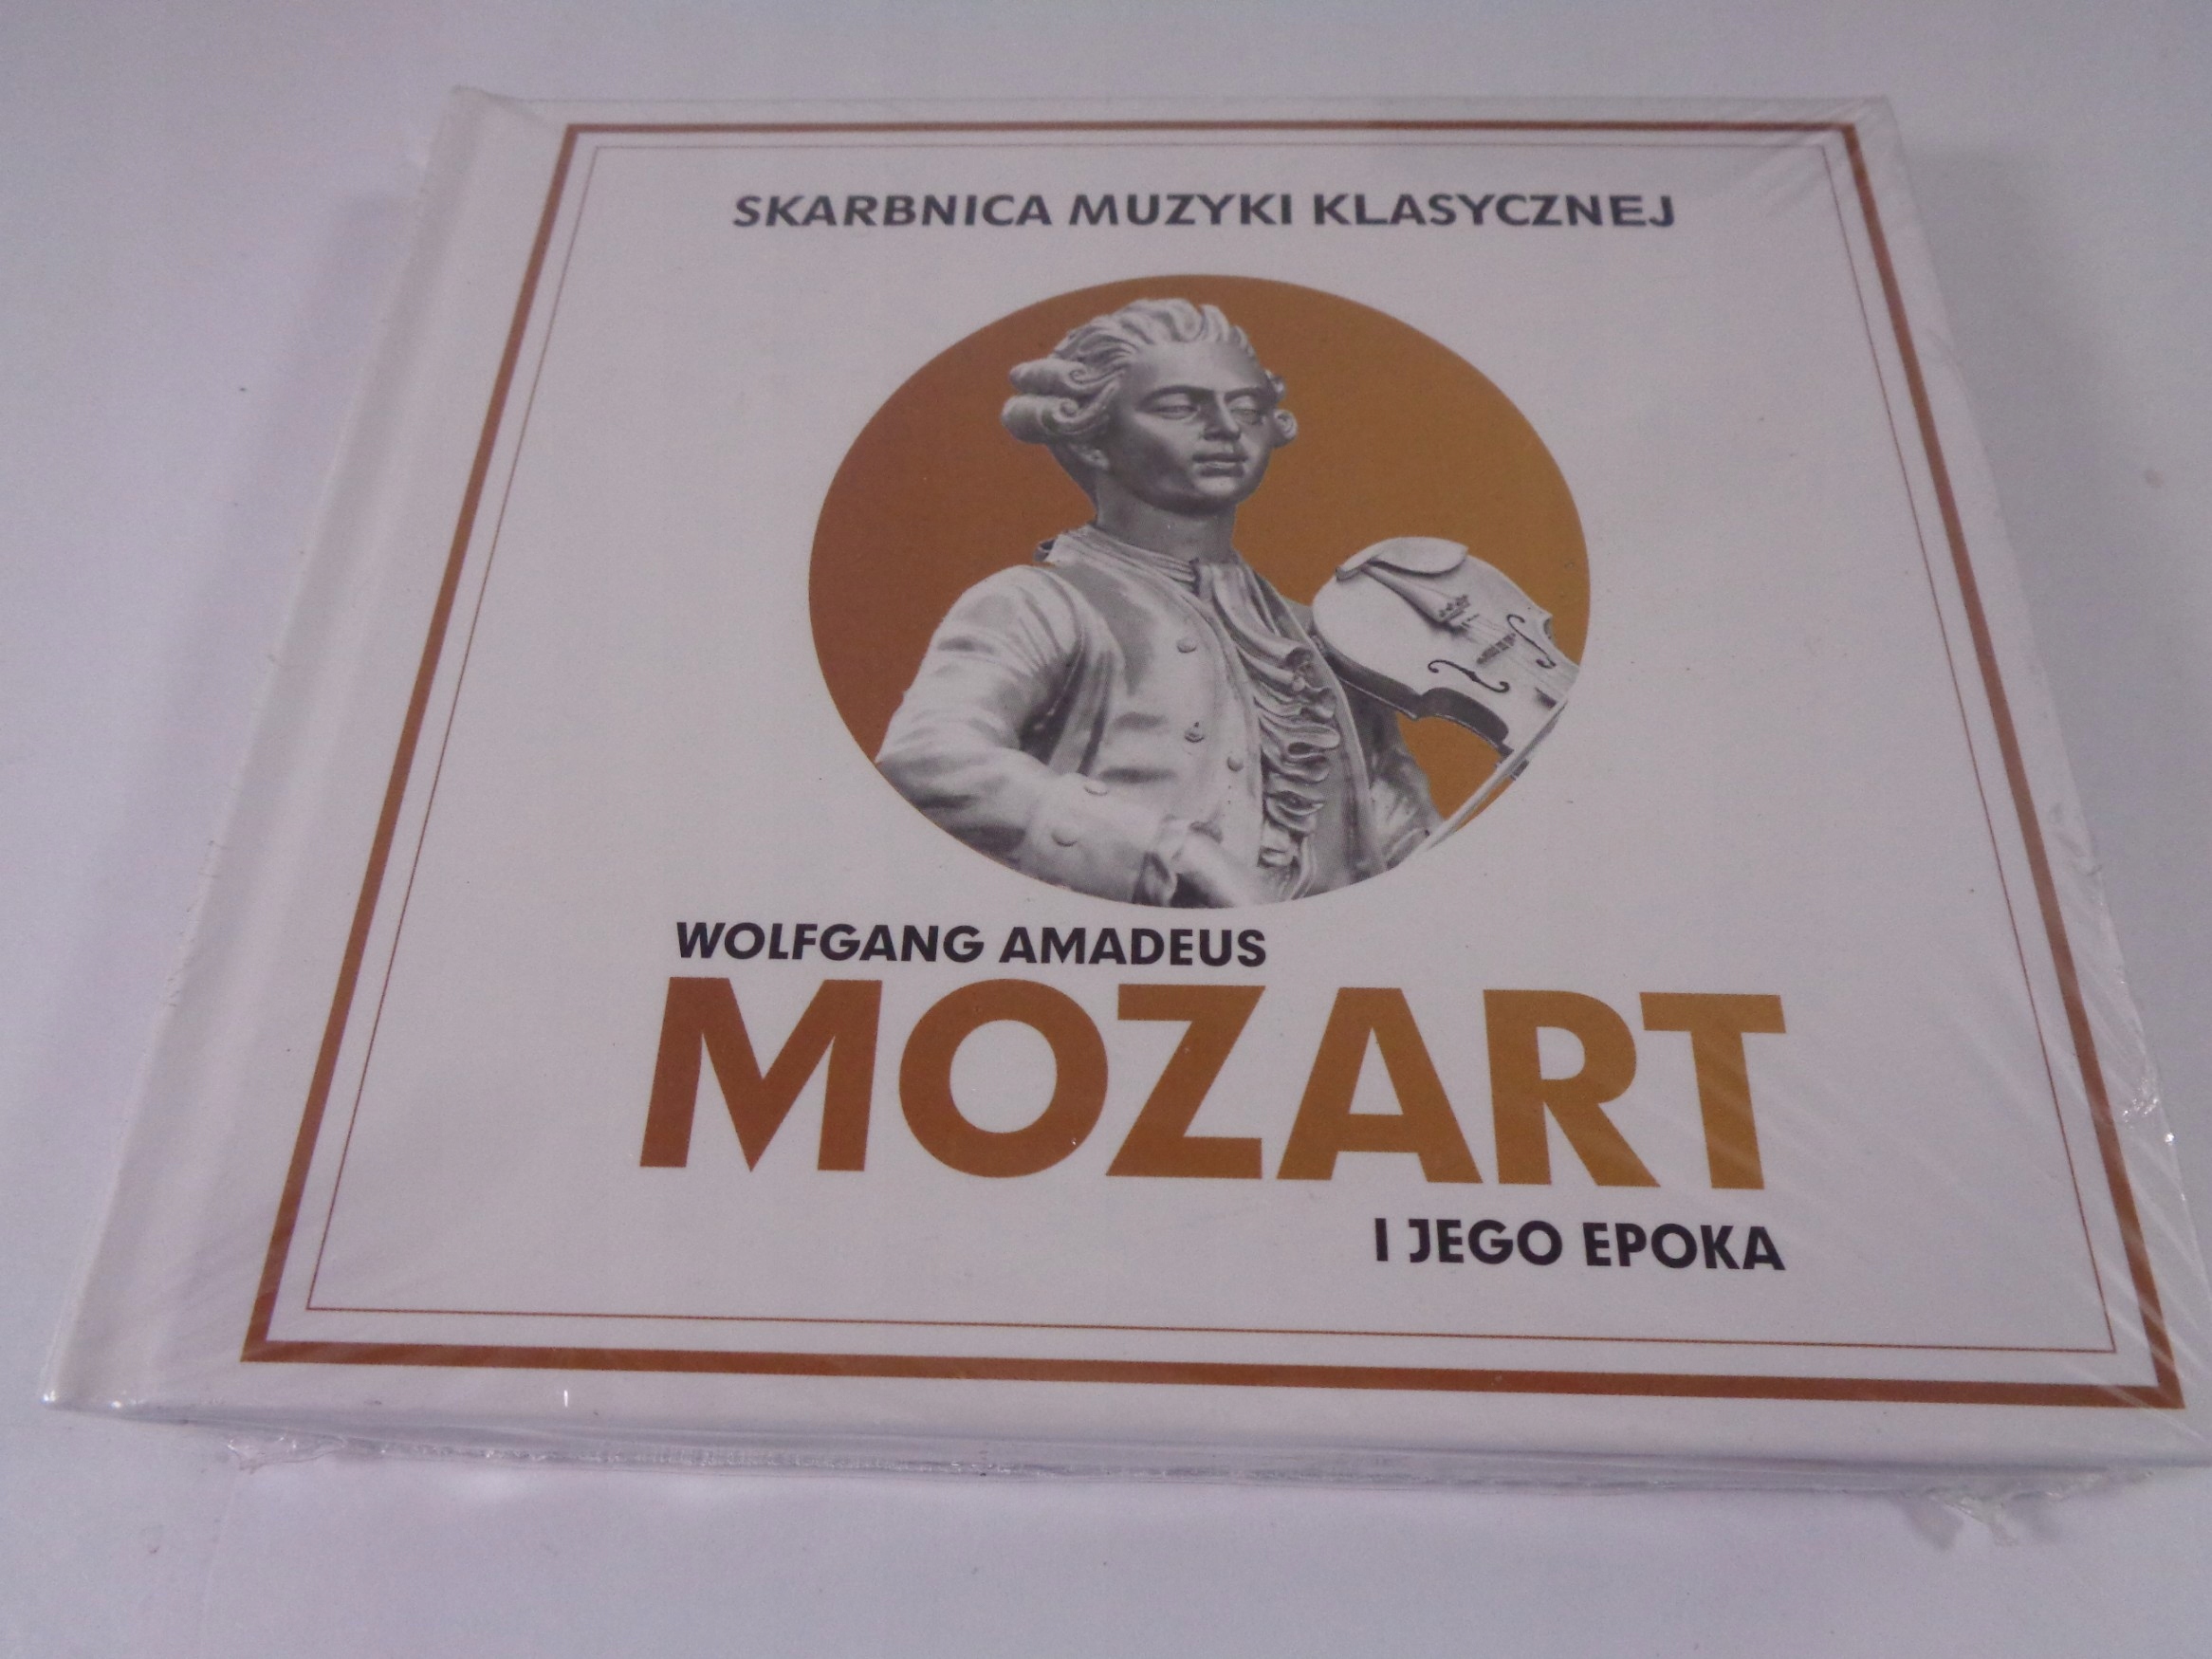 SKARBNICA MUZYKI KLASYCZNEJ
WOLFGANG AMADEUS
MOZART
I JEGO EPOKA